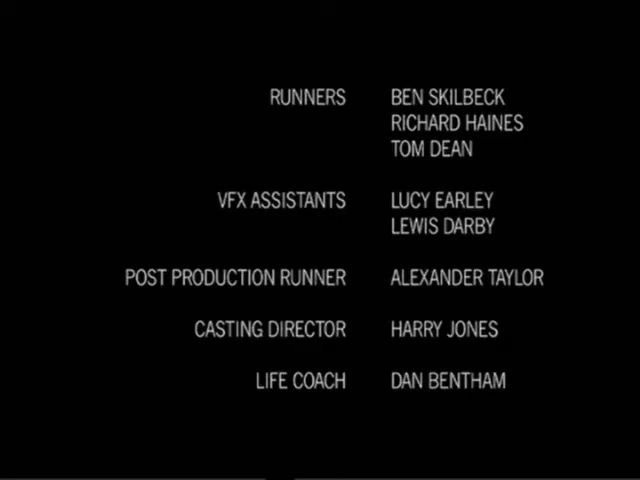 RUNNERS BEN SKILBECK
RICHARD HAINES
TOM DEAN
VFX ASSISTANTS LUCY EARLEY
LEWIS DARBY
POST PRODUCTION RUNNER ALEXANDER TAYLOR
CASTING DIRECTOR HARRY JONES
LIFE COACH DAN BENTHAM